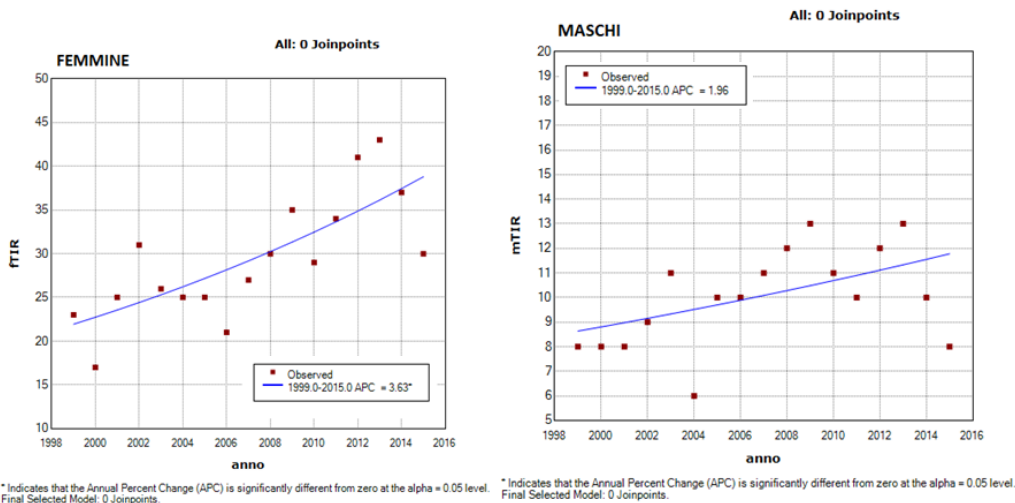 All: 0 Joinpoints
FEMMINE
50
45
40
35
30
25
20
15
10
fTIR
Observed
1999.0-2015.0 APC = 3.63*
1998 2000 2002 2004 2006 2008 2010 2012 2014 2016
anno
* Indicates that the Annual Percent Change (APC) is significantly different from zero at the alpha = 0.05 level.
Final Selected Model: 0 Joinpoints.
All: 0 Joinpoints
MASCHI
20
19
18
17
16
15
14
13
12
11
10
9
8
7
6
5
mTIR
Observed
1999.0-2015.0 APC = 1.96
1998 2000 2002 2004 2006 2008 2010 2012 2014 2016
anno
* Indicates that the Annual Percent Change (APC) is significantly different from zero at the alpha = 0.05 level.
Final Selected Model: 0 Joinpoints.